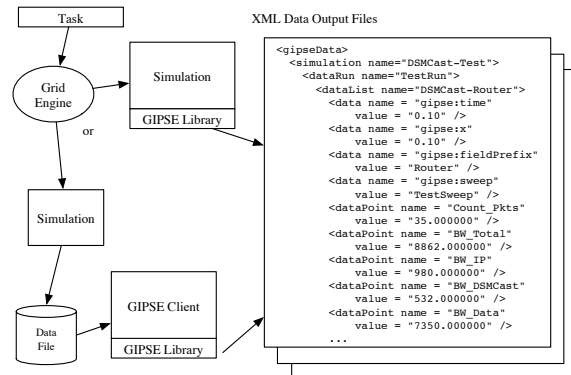 Task
XML Data Output Files
Grid
Engine
or
Simulation
GIPSE Library
Simulation
Data
File
GIPSE Client
GIPSE Library
<gipseData>
<simulation name="DSMCast-Test">
<dataRun name="TestRun">
<dataList name="DSMCast-Router">
<data name = "gipse:time"
value = "0.10" />
<data name = "gipse:x"
value = "0.10" />
<data name = "gipse:fieldPrefix"
value = "Router" />
<data name = "gipse:sweep"
value = "TestSweep" />
<dataPoint name = "Count_Pkts"
value = "35.000000" />
<dataPoint name = "BW_Total"
value = "8862.000000" />
<dataPoint name = "BW_IP"
value = "980.000000" />
<dataPoint name = "BW_DSMCast"
value = "532.000000" />
<dataPoint name = "BW_Data"
value = "7350.000000" />
...